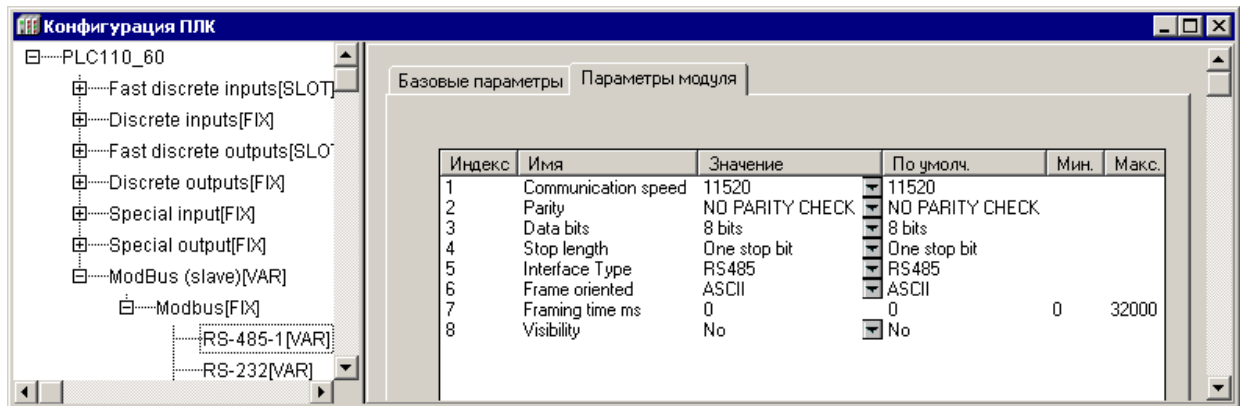 Конфигурация ПЛК
PLC110_60
Fast discrete inputs[SLOT]
Discrete inputs[FIX]
Fast discrete outputs[SLO
Discrete outputs[FIX]
Special input[FIX]
Special output[FIX]
ModBus (slave)[VAR]
Modbus[FIX]
RS-485-1[VAR]
RS-232[VAR]
Базовые параметры Параметры модуля
Индекс Имя Значение По умолч. Мин. Макс.
1 Communication speed 11520 11520
2 Parity NO PARITY CHECK NO PARITY CHECK
3 Data bits 8 bits 8 bits
4 Stop length One stop bit One stop bit
5 Interface Type RS485 RS485
6 Frame oriented ASCII ASCII
7 Framing time ms 0 0 0 32000
8 Visibility No No